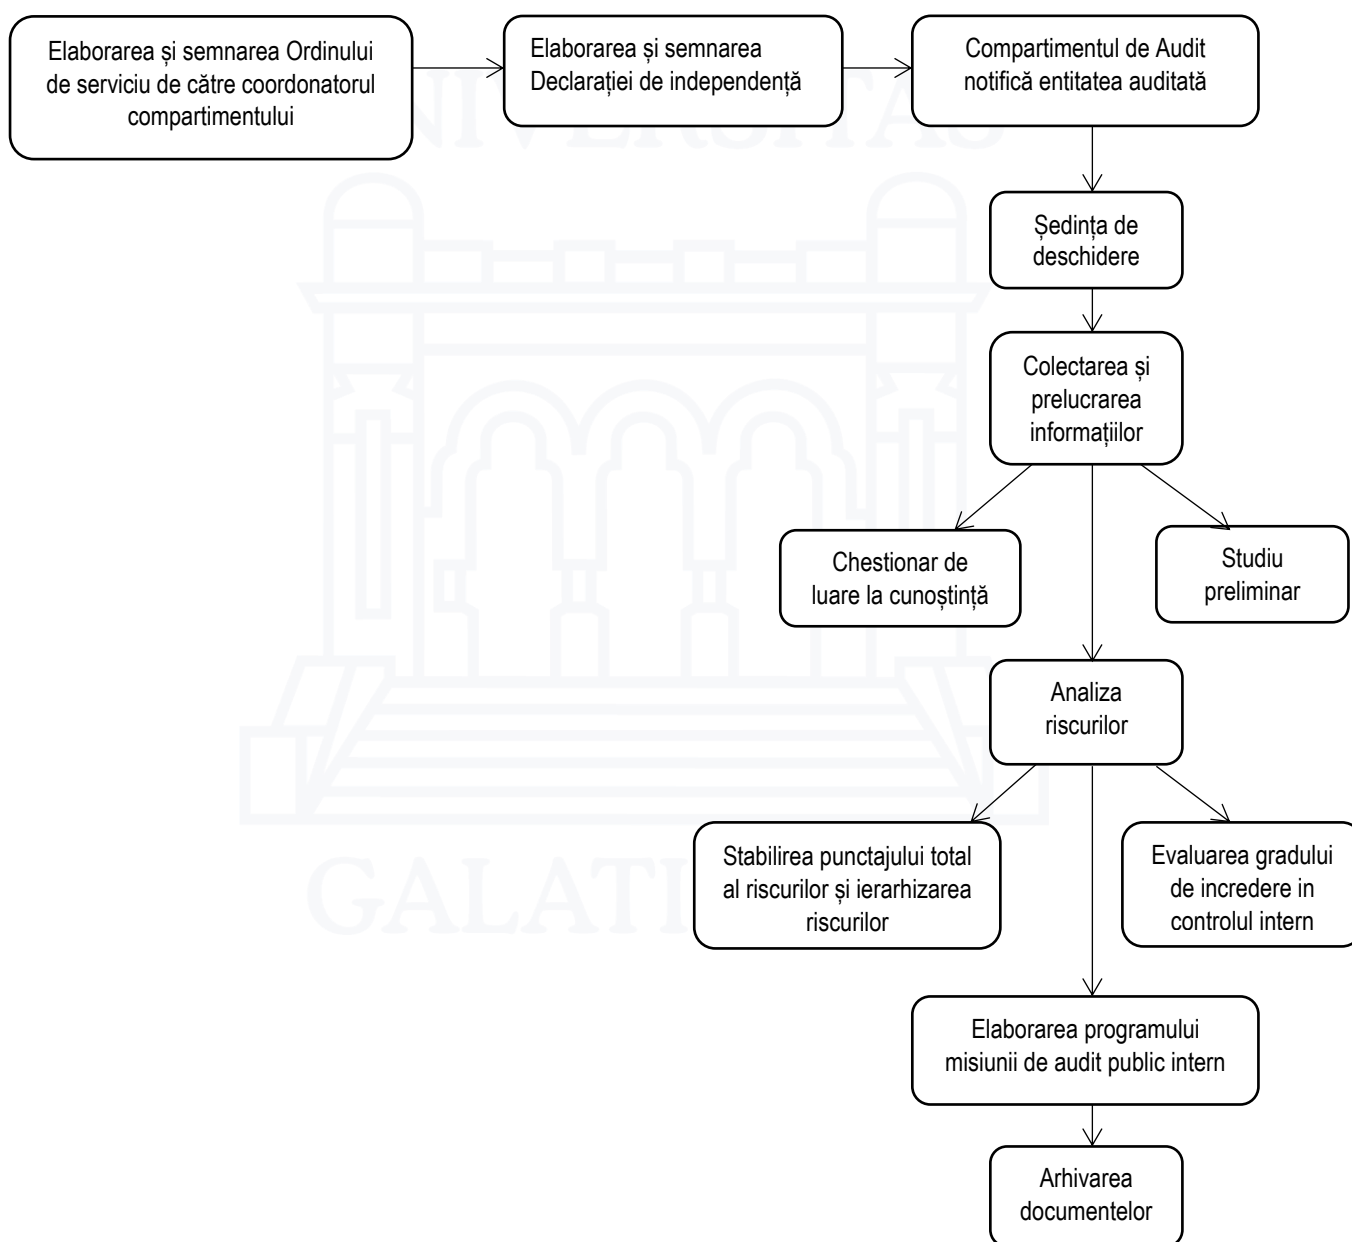 Elaborarea și semnarea Ordinului
de serviciu de către coordonatorul
compartimentului
Elaborarea și semnarea
Declarației de independență
Compartimentul de Audit
notifică entitatea auditată
Ședința de
deschidere
Colectarea și
prelucrarea
informațiilor
Chestionar de
luare la cunoștință
Studiu
preliminar
Analiza
riscurilor
Stabilirea punctajului total
al riscurilor și ierarhizarea
riscurilor
Evaluarea gradului
de incredere in
controlul intern
Elaborarea programului
misiunii de audit public intern
Arhivarea
documentelor